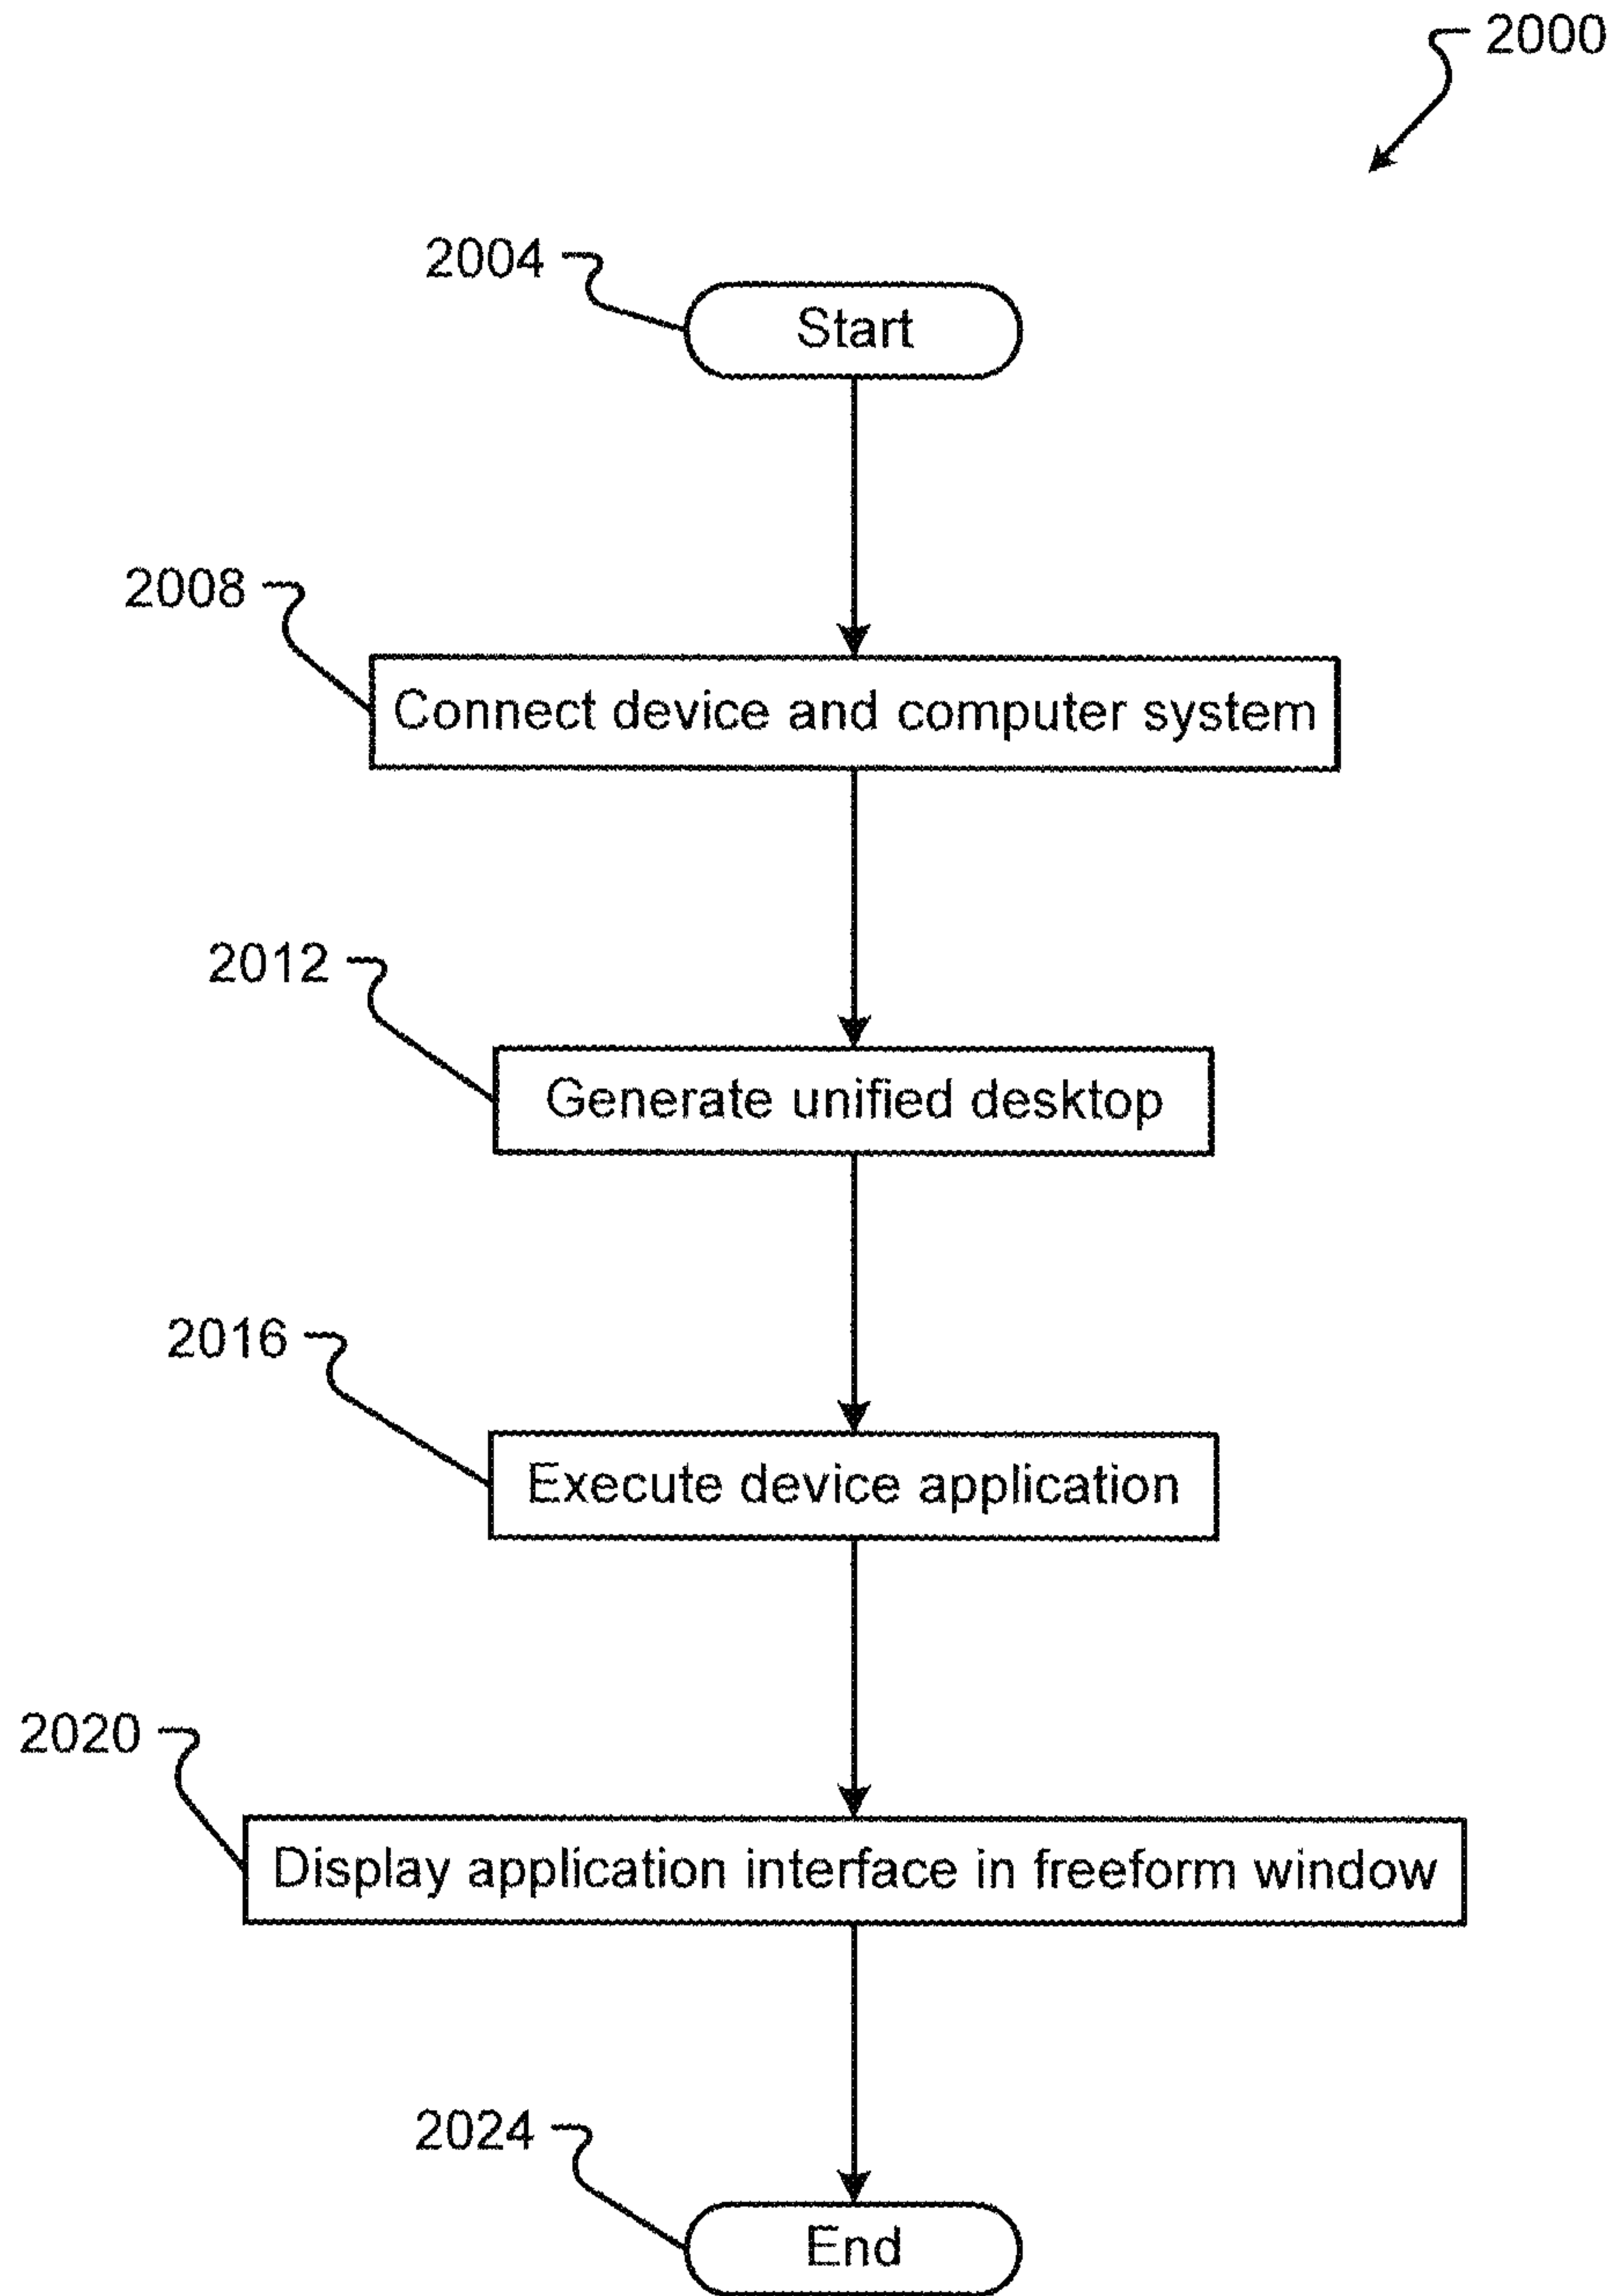 2000
2004
Start
2008
Connect device and computer system
2012
Generate unified desktop
2016
Execute device application
2020
Display application interface in freeform window
2024
End